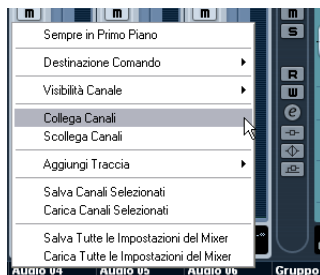 m m m m
S
Sempre in Primo Piano
Destinazione Comando
R
Visibilità Canale
W
Collega Canali
e
Scollega Canali
Aggiungi Traccia
Salva Canali Selezionati
Carica Canali Selezionati
Salva Tutte le Impostazioni del Mixer
Carica Tutte le Impostazioni del Mixer
Audio 04 Audio 05 Audio 06 Gruppo